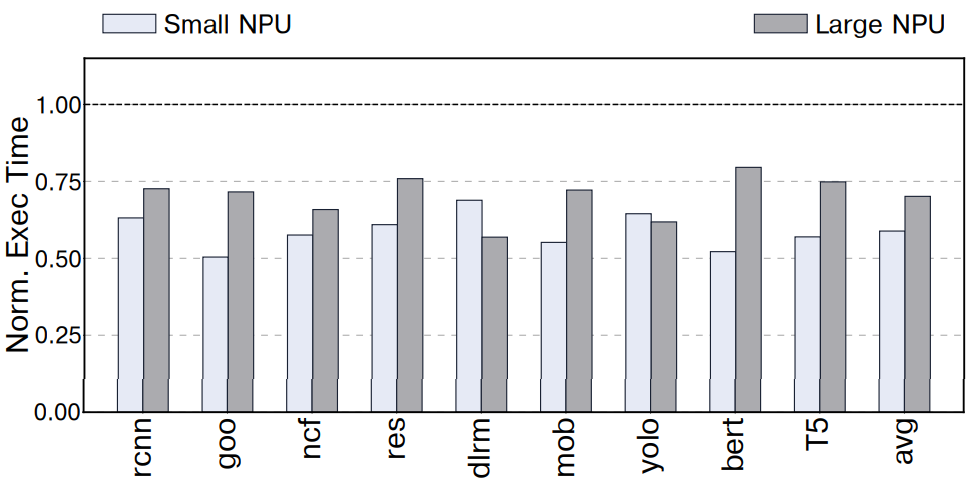 Small NPU
Large NPU
Norm. Exec Time
1.00
0.75
0.50
0.25
0.00
rcnn
goo
ncf
res
dlrm
mob
yolo
bert
T5
avg